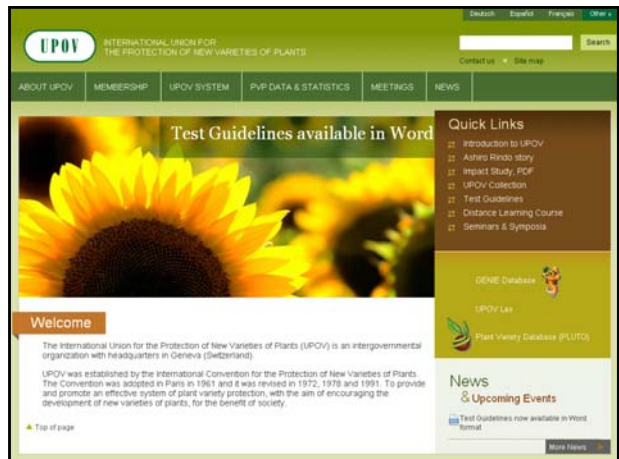 Deutsch Español Français Other
UPOV
INTERNATIONAL UNION FOR
THE PROTECTION OF NEW VARIETIES OF PLANTS
Search
Contact us Site map
ABOUT UPOV MEMBERSHIP UPOV SYSTEM PVP DATA & STATISTICS MEETINGS NEWS
Test Guidelines available in Word
Quick Links
Introduction to UPOV
Ashiro Rindo story
Impact Study, PDF
UPOV Collection
Test Guidelines
Distance Learning Course
Seminars & Symposia
GENIE Database
UPOV Lex
Plant Variety Database (PLUTO)
Welcome
The International Union for the Protection of New Varieties of Plants (UPOV) is an intergovernmental
organization with headquarters in Geneva (Switzerland).
UPOV was established by the International Convention for the Protection of New Varieties of Plants.
The Convention was adopted in Paris in 1961 and it was revised in 1972, 1978 and 1991. To provide
and promote an effective system of plant variety protection, with the aim of encouraging the
development of new varieties of plants, for the benefit of society.
Top of page
News
& Upcoming Events
Test Guidelines now available in Word
format
More News